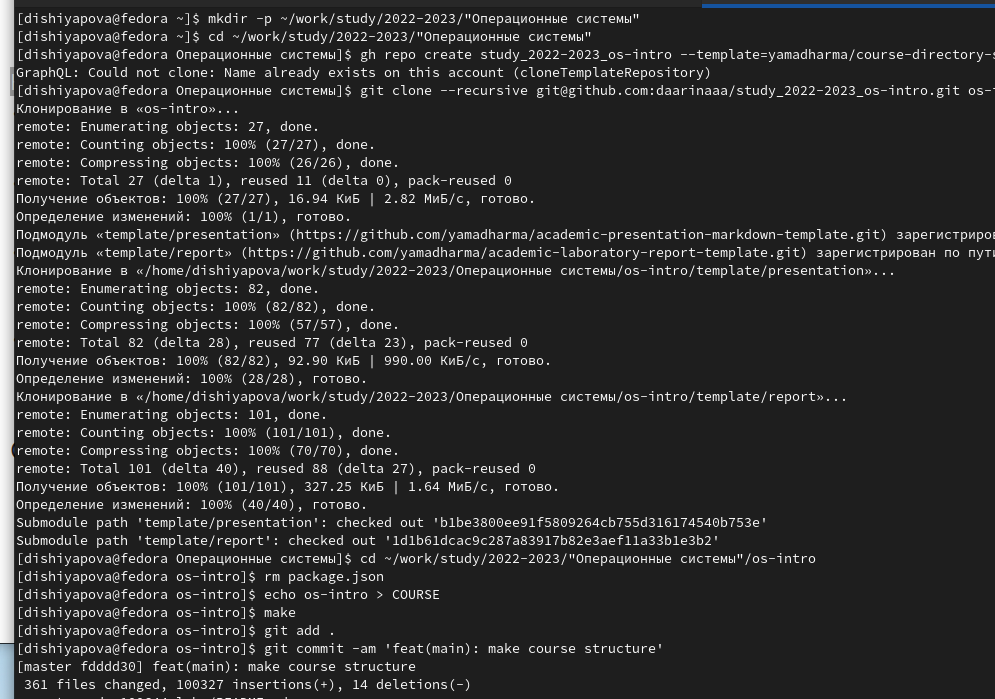 [dishiyapova@fedora ~]$ mkdir -p ~/work/study/2022-2023/"Операционные системы"
[dishiyapova@fedora ~]$ cd ~/work/study/2022-2023/"Операционные системы"
[dishiyapova@fedora Операционные системы]$ gh repo create study_2022-2023_os-intro --template=yamadharma/course-directory-s
GraphQL: Could not clone: Name already exists on this account (cloneTemplateRepository)
[dishiyapova@fedora Операционные системы]$ git clone --recursive git@github.com:daarinaaa/study_2022-2023_os-intro.git os-
Клонирование в «os-intro»...
remote: Enumerating objects: 27, done.
remote: Counting objects: 100% (27/27), done.
remote: Compressing objects: 100% (26/26), done.
remote: Total 27 (delta 1), reused 11 (delta 0), pack-reused 0
Получение объектов: 100% (27/27), 16.94 КиБ | 2.82 МиБ/с, готово.
Определение изменений: 100% (1/1), готово.
Подмодуль «template/presentation» (https://github.com/yamadharma/academic-presentation-markdown-template.git) зарегистриров
Подмодуль «template/report» (https://github.com/yamadharma/academic-laboratory-report-template.git) зарегистрирован по пути
Клонирование в «/home/dishiyapova/work/study/2022-2023/Операционные системы/os-intro/template/presentation»...
remote: Enumerating objects: 82, done.
remote: Counting objects: 100% (82/82), done.
remote: Compressing objects: 100% (57/57), done.
remote: Total 82 (delta 28), reused 77 (delta 23), pack-reused 0
Получение объектов: 100% (82/82), 92.90 КиБ | 990.00 КиБ/с, готово.
Определение изменений: 100% (28/28), готово.
Клонирование в «/home/dishiyapova/work/study/2022-2023/Операционные системы/os-intro/template/report»...
remote: Enumerating objects: 101, done.
remote: Counting objects: 100% (101/101), done.
remote: Compressing objects: 100% (70/70), done.
remote: Total 101 (delta 40), reused 88 (delta 27), pack-reused 0
Получение объектов: 100% (101/101), 327.25 КиБ | 1.64 МиБ/с, готово.
Определение изменений: 100% (40/40), готово.
Submodule path 'template/presentation': checked out 'b1be3800ee91f5809264cb755d316174540b753e'
Submodule path 'template/report': checked out '1d1b61dcac9c287a83917b82e3aef11a33b1e3b2'
[dishiyapova@fedora Операционные системы]$ cd ~/work/study/2022-2023/"Операционные системы"/os-intro
[dishiyapova@fedora os-intro]$ rm package.json
[dishiyapova@fedora os-intro]$ echo os-intro > COURSE
[dishiyapova@fedora os-intro]$ make
[dishiyapova@fedora os-intro]$ git add .
[dishiyapova@fedora os-intro]$ git commit -am 'feat(main): make course structure'
[master fdddd30] feat(main): make course structure
361 files changed, 100327 insertions(+), 14 deletions(-)